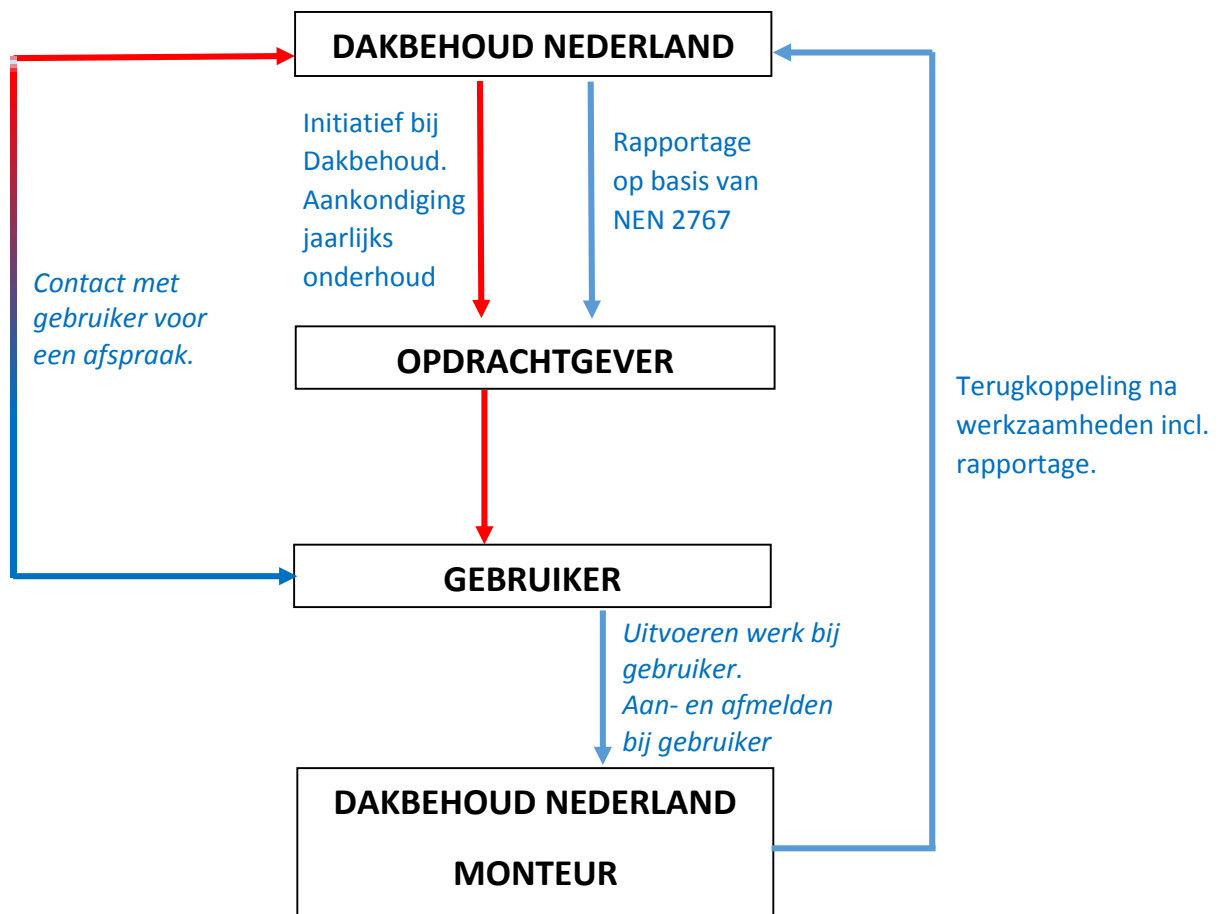 DAKBEHOUD NEDERLAND
Initiatief bij
Dakbehoud.
Aankondiging
jaarlijks
onderhoud
Rapportage
op basis van
NEN 2767
Contact met
gebruiker voor
een afspraak.
OPDRACHTGEVER
Terugkoppeling na
werkzaamheden incl.
rapportage.
GEBRUIKER
Uitvoeren werk bij
gebruiker.
Aan- en afmelden
bij gebruiker
DAKBEHOUD NEDERLAND
MONTEUR